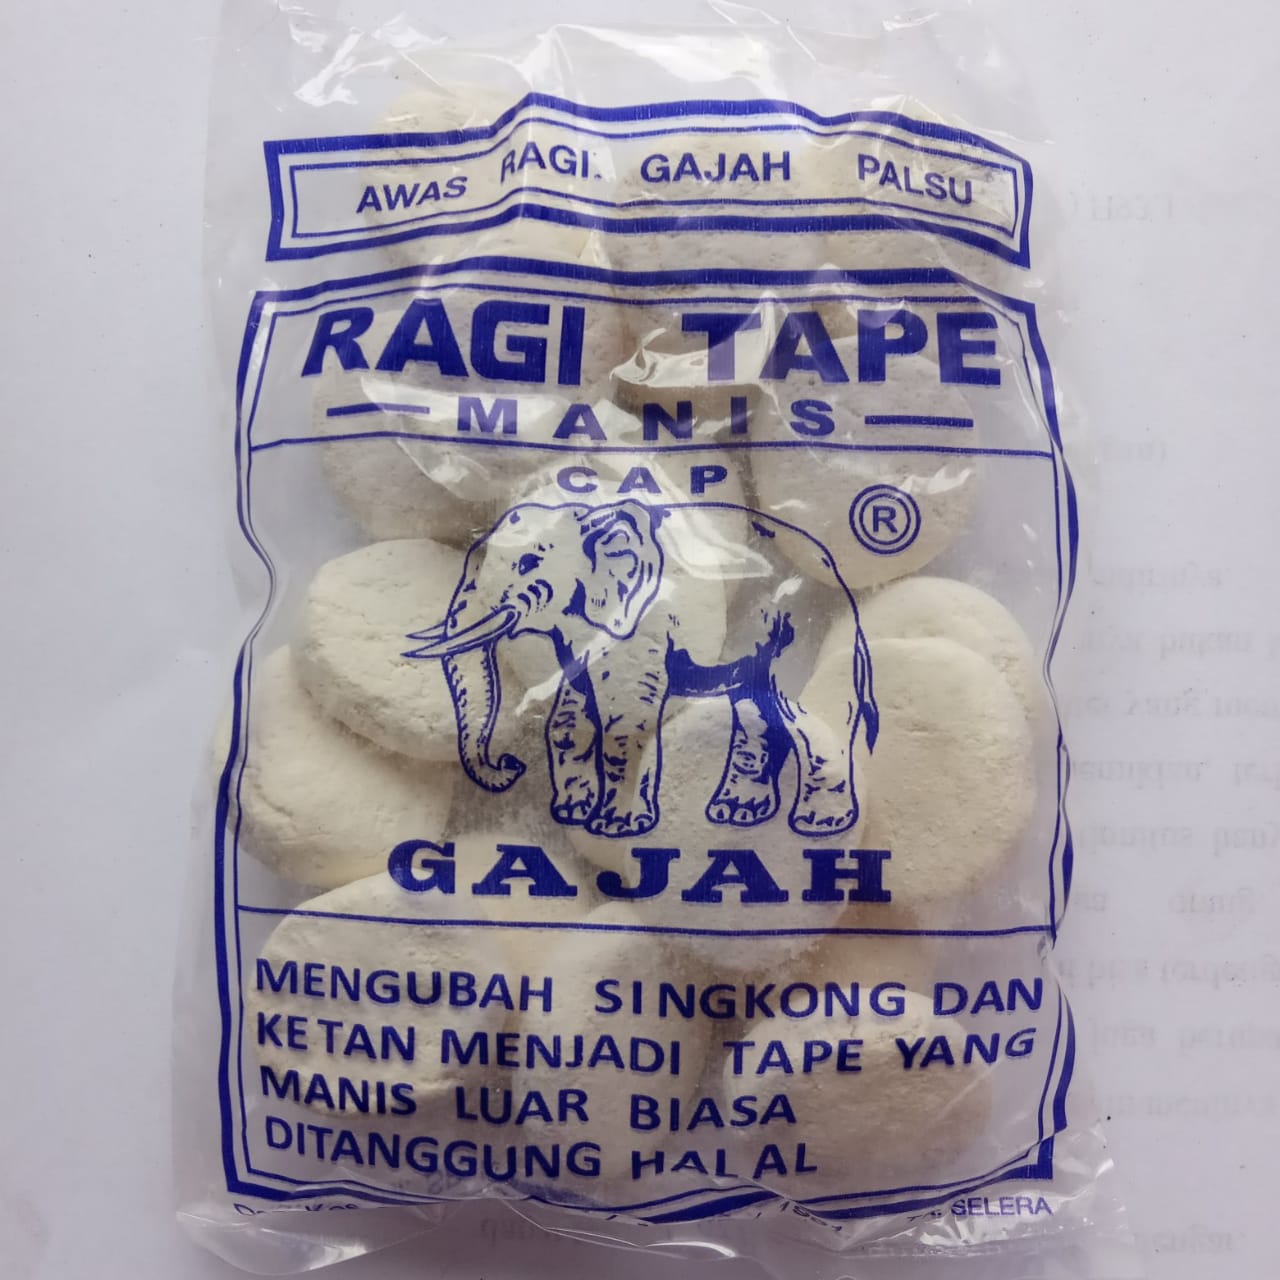 AWAS RAGI GAJAH PALSU
RAGI TAPE
MANIS
CAP
®
GAJAH
MENGUBAH SINGKONG DAN
KETAN MENJADI TAPE YANG
MANIS LUAR BIASA
DITANGGUNG HALAL
SELERA